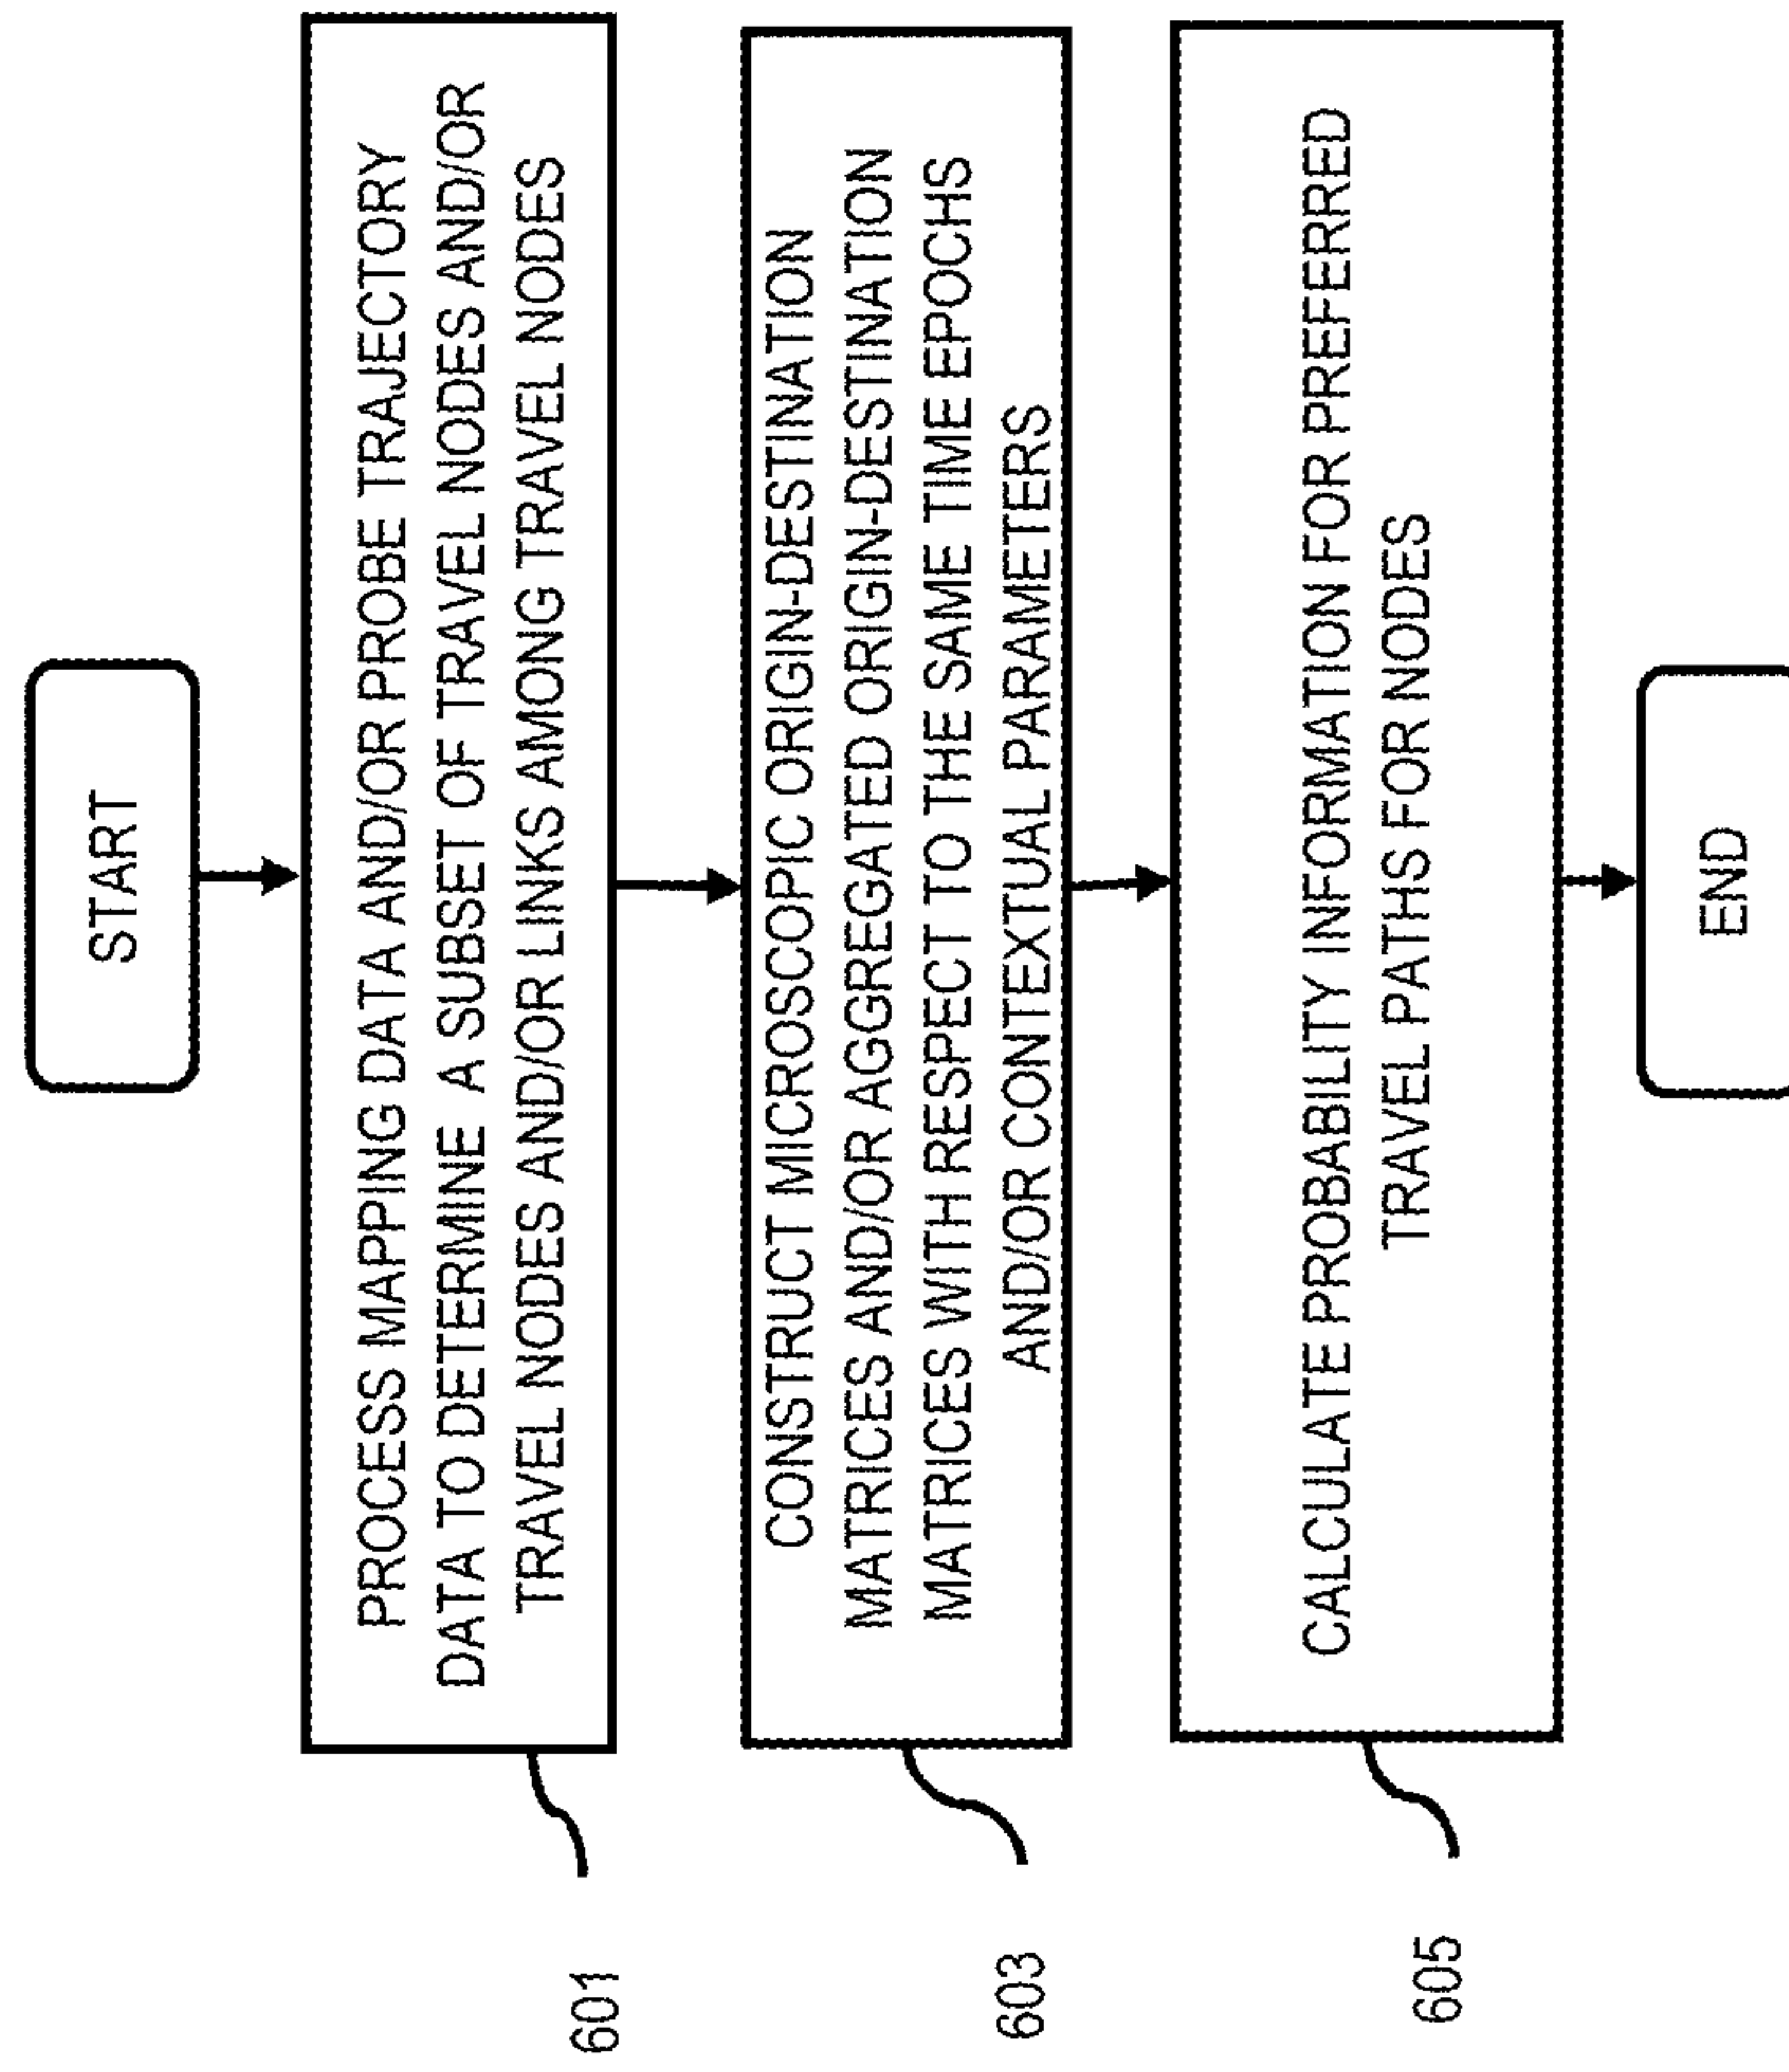 START
PROCESS MAPPING DATA AND/OR PROBE TRAJECTORY
DATA TO DETERMINE A SUBSET OF TRAVEL NODES AND/OR
TRAVEL NODES AND/OR LINKS AMONG TRAVEL NODES
601
CONSTRUCT MICROSCOPIC ORIGIN-DESTINATION
MATRICES AND/OR AGGREGATED ORIGIN-DESTINATION
MATRICES WITH RESPECT TO THE SAME TIME EPOCHS
AND/OR CONTEXTUAL PARAMETERS
603
CALCULATE PROBABILITY INFORMATION FOR PREFERRED
TRAVEL PATHS FOR NODES
605
END